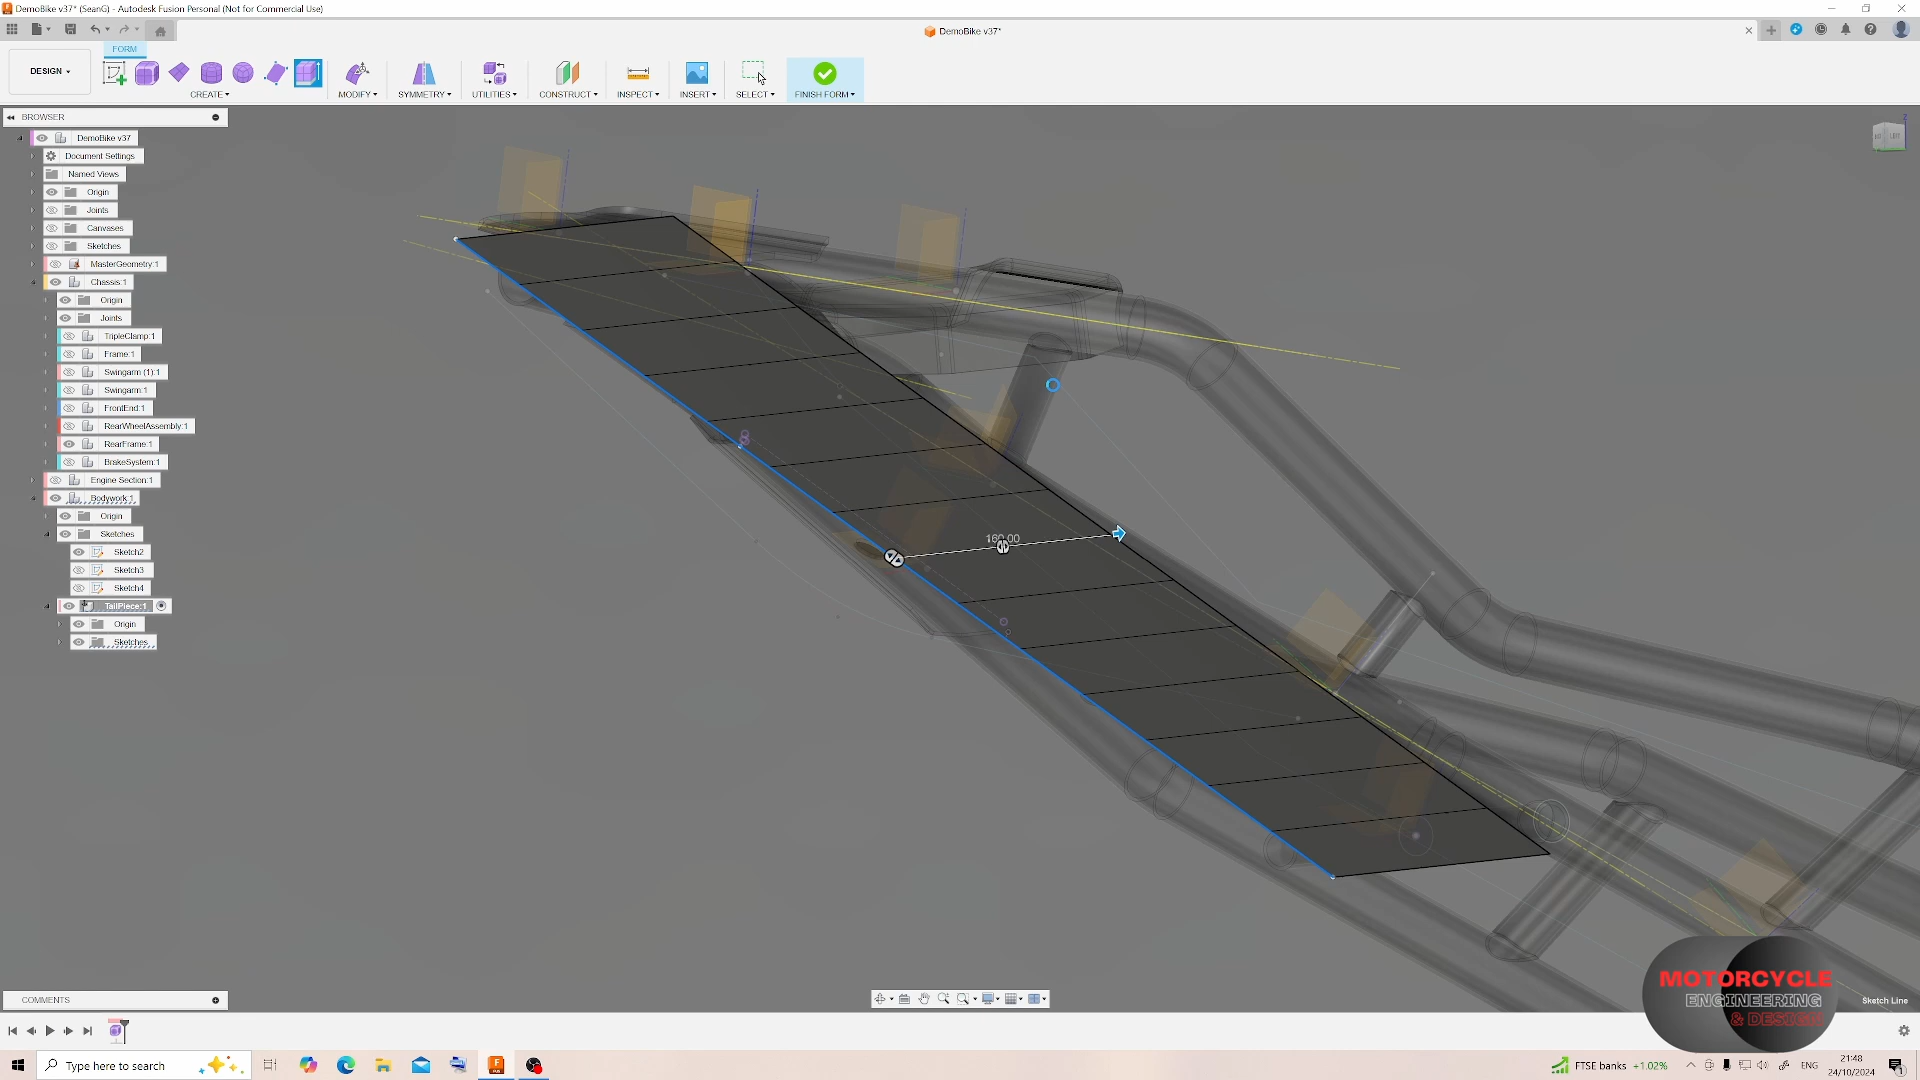 DemoBike v37* (SeanG) - Autodesk Fusion Personal (Not for Commercial Use)
DemoBike v37*
FORM
DESIGN
CREATE
MODIFY
SYMMETRY
UTILITIES
CONSTRUCT
INSPECT
INSERT
SELECT
FINISH FORM
BROWSER
DemoBike v37
Document Settings
Named Views
Origin
Joints
Canvases
Sketches
MasterGeometry:1
Chassis:1
Origin
Joints
TripleClamp:1
Frame:1
Swingarm (1):1
Swingarm:1
FrontEnd:1
RearWheelAssembly:1
RearFrame:1
BrakeSystem:1
Engine Section:1
Bodywork:1
Origin
Sketches
Sketch2
Sketch3
Sketch4
TailPiece:1
Origin
Sketches
160.00
MOTORCYCLE
ENGINEERING
& DESIGN
Sketch Line
COMMENTS
Type here to search
FTSE banks +1.02%
ENG
21:48
24/10/2024